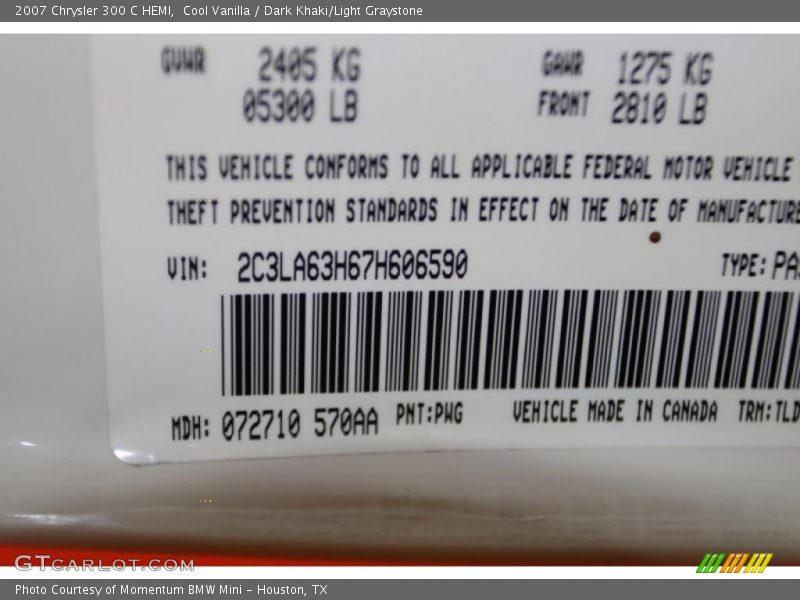 2007 Chrysler 300 C HEMI, Cool Vanilla / Dark Khaki/Light Graystone
GVWR 2405 KG GAWR 1275 KG
05300 LB FRONT 2810 LB
THIS VEHICLE CONFORMS TO ALL APPLICABLE FEDERAL MOTOR VEHICLE
THEFT PREVENTION STANDARDS IN EFFECT ON THE DATE OF MANUFACTURE
VIN: 2C3LA63H67H606590 TYPE: PAS
MDH: 072710 570AA PNT:PWG VEHICLE MADE IN CANADA TRM:TLD
GTCARLOT.COM
Photo Courtesy of Momentum BMW Mini - Houston, TX